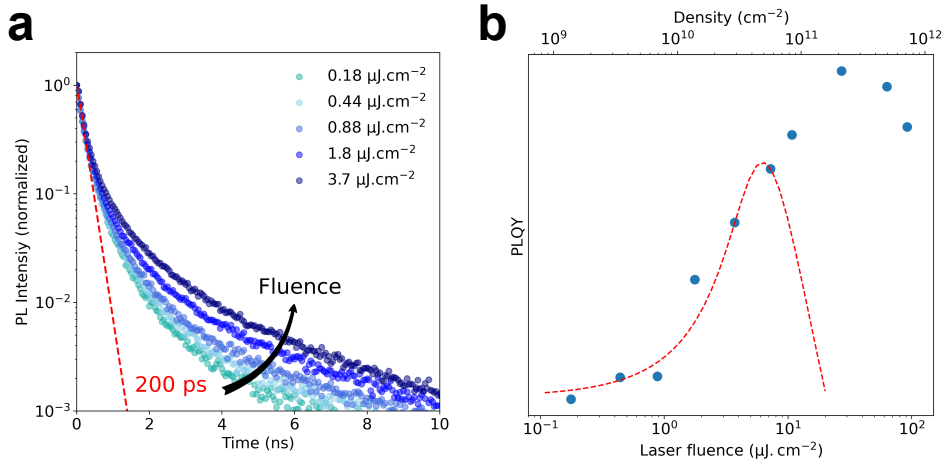 a
PL Intensiy (normalized)
10⁰
10⁻¹
10⁻²
10⁻³
0.18 μJ.cm⁻²
0.44 μJ.cm⁻²
0.88 μJ.cm⁻²
1.8 μJ.cm⁻²
3.7 μJ.cm⁻²
Fluence
200 ps
0 2 4 6 8 10
Time (ns)
b
Density (cm⁻²)
10⁹ 10¹⁰ 10¹¹ 10¹²
PLQY
10⁻¹ 10⁰ 10¹ 10²
Laser fluence (μJ. cm⁻²)